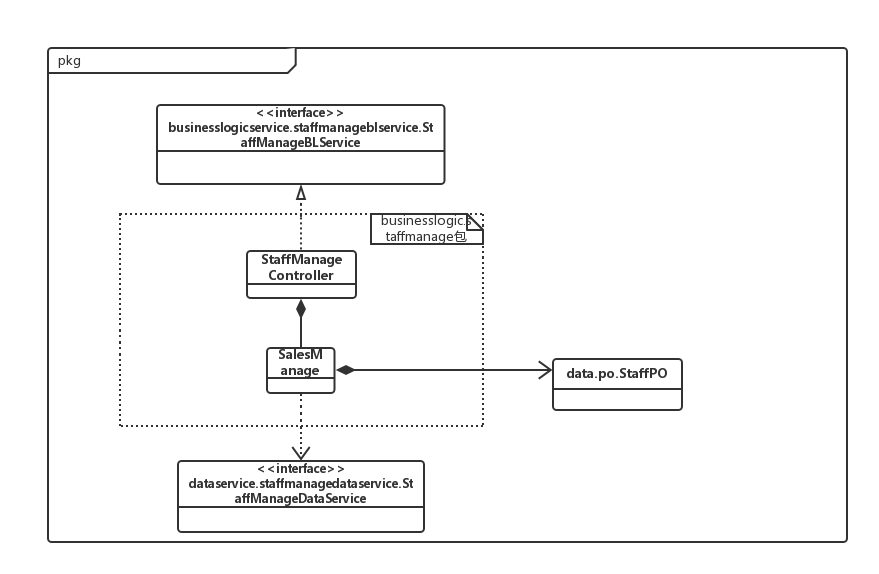 pkg
<<interface>>
businesslogicservice.staffmanageblservice.St
affManageBLService
businesslogic.s
taffmanage包
StaffManage
Controller
SalesM
anage
data.po.StaffPO
<<interface>>
dataservice.staffmanagedataservice.St
affManageDataService